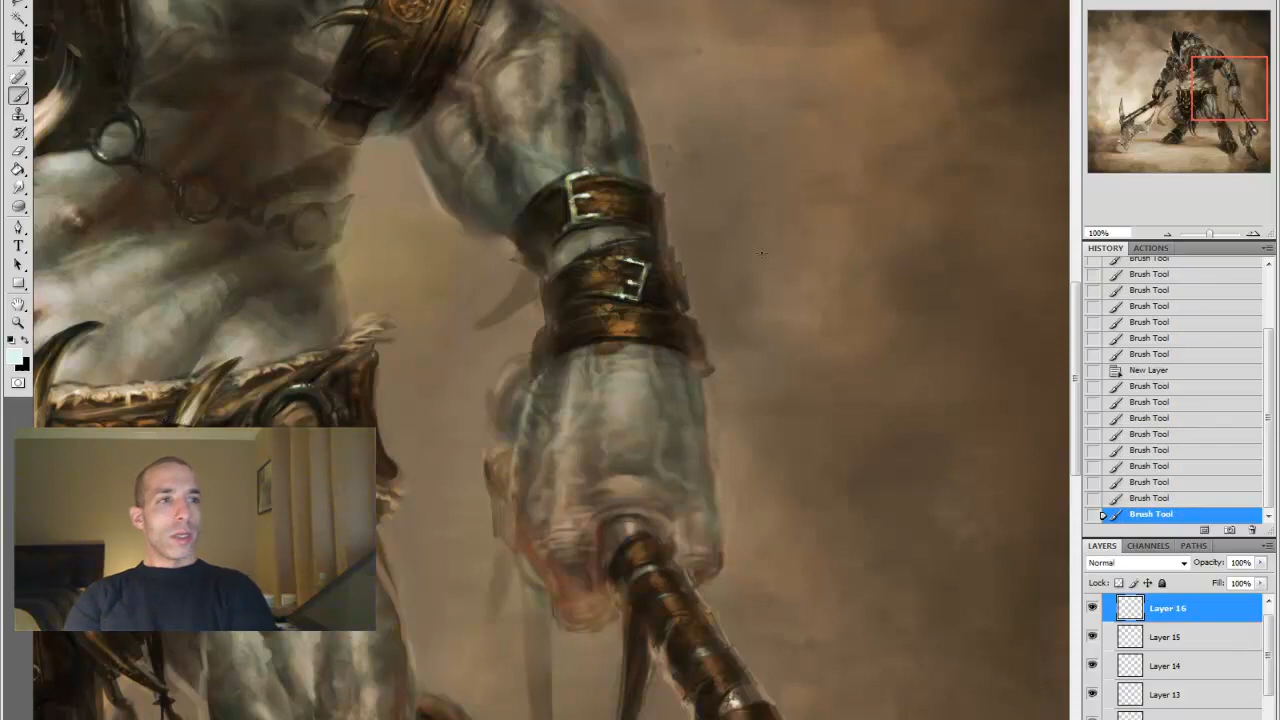 T
100%
HISTORY
ACTIONS
Brush Tool
Brush Tool
Brush Tool
Brush Tool
Brush Tool
Brush Tool
Brush Tool
New Layer
Brush Tool
Brush Tool
Brush Tool
Brush Tool
Brush Tool
Brush Tool
Brush Tool
Brush Tool
Brush Tool
LAYERS
CHANNELS
PATHS
Normal
Opacity: 100%
Lock:
Fill: 100%
Layer 16
Layer 15
Layer 14
Layer 13